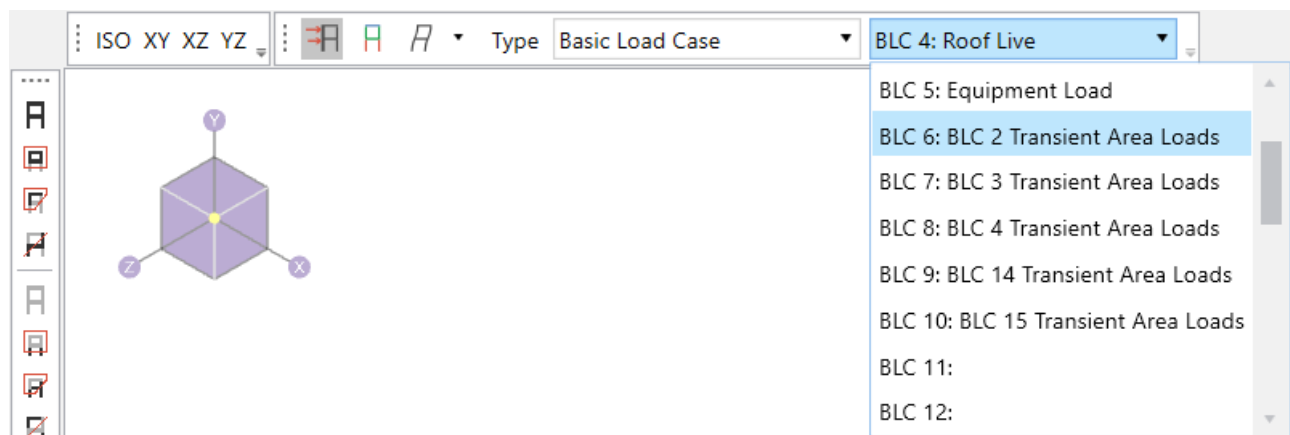 ISO XY XZ YZ Type Basic Load Case BLC 4: Roof Live
BLC 5: Equipment Load
BLC 6: BLC 2 Transient Area Loads
BLC 7: BLC 3 Transient Area Loads
BLC 8: BLC 4 Transient Area Loads
BLC 9: BLC 14 Transient Area Loads
BLC 10: BLC 15 Transient Area Loads
BLC 11:
BLC 12:
Y
Z
X